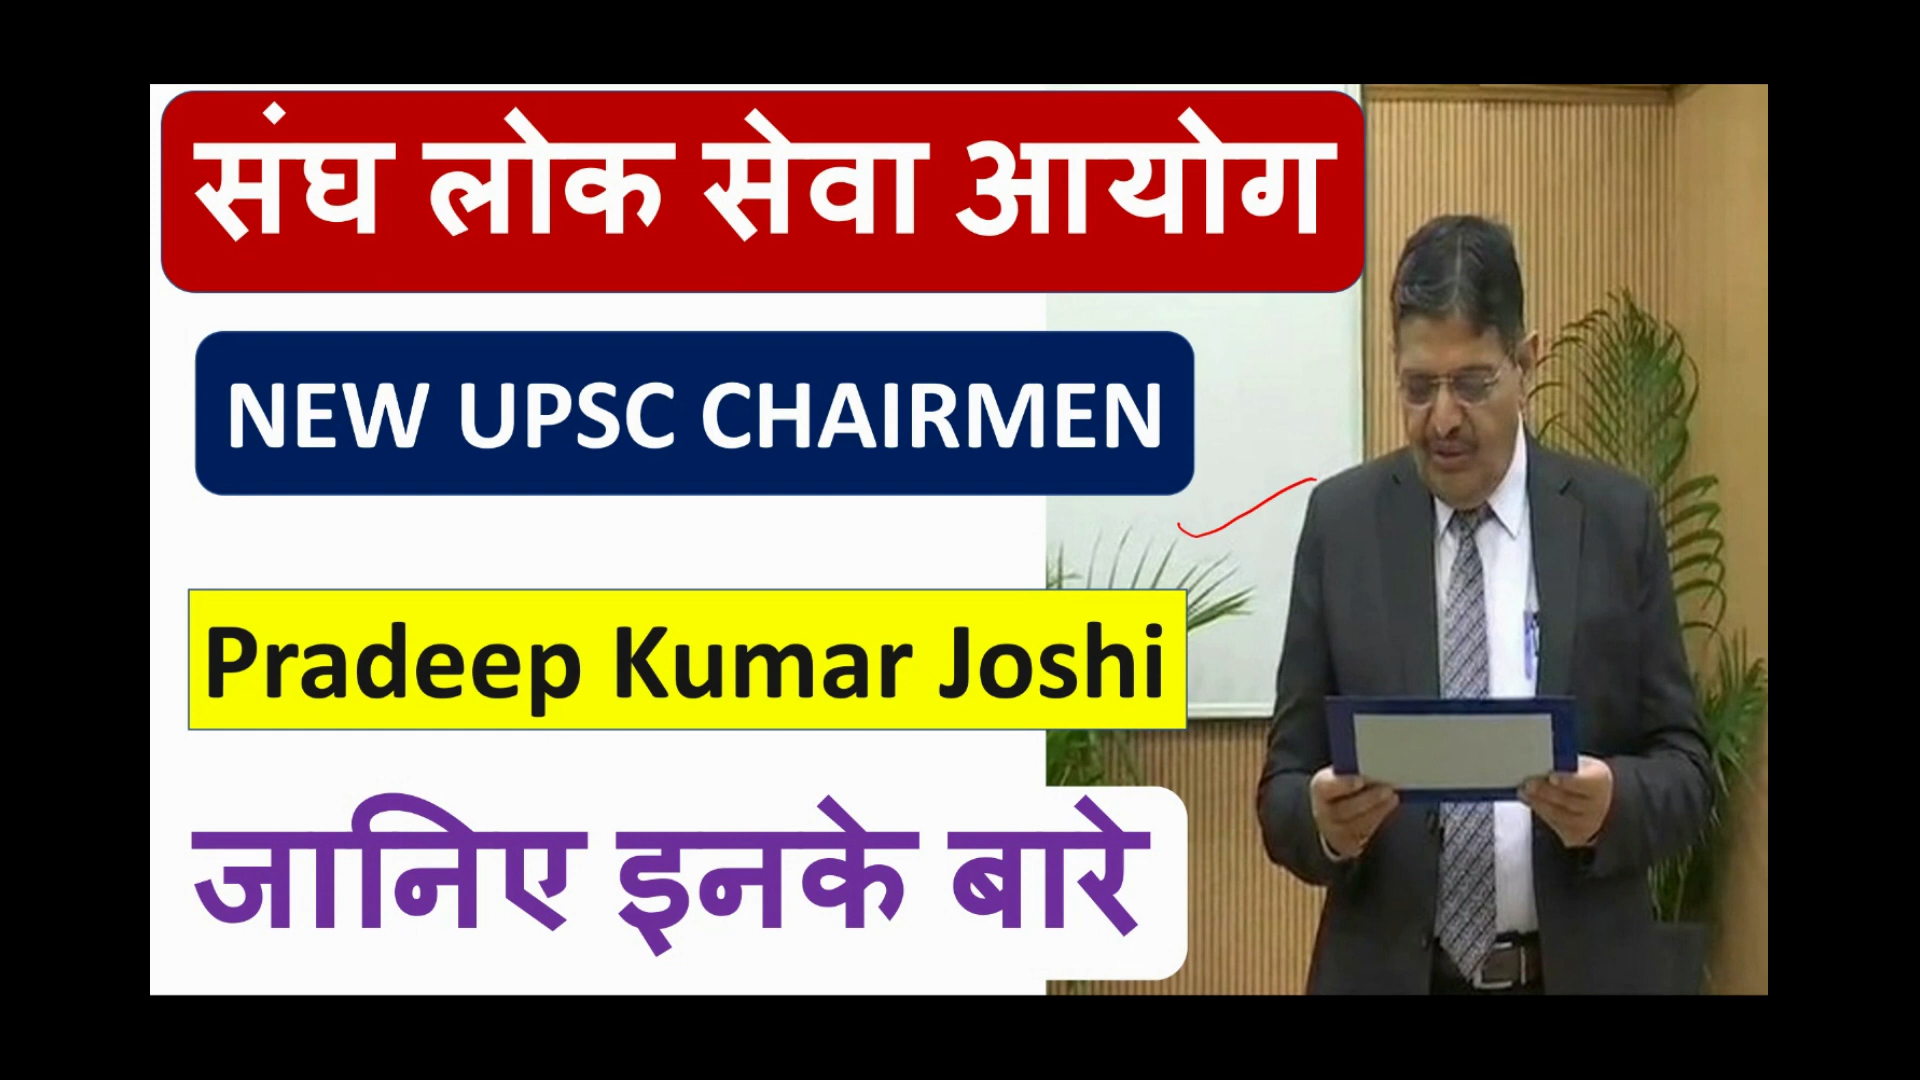 संघ लोक सेवा आयोग
NEW UPSC CHAIRMEN
Pradeep Kumar Joshi
जानिए इनके बारे